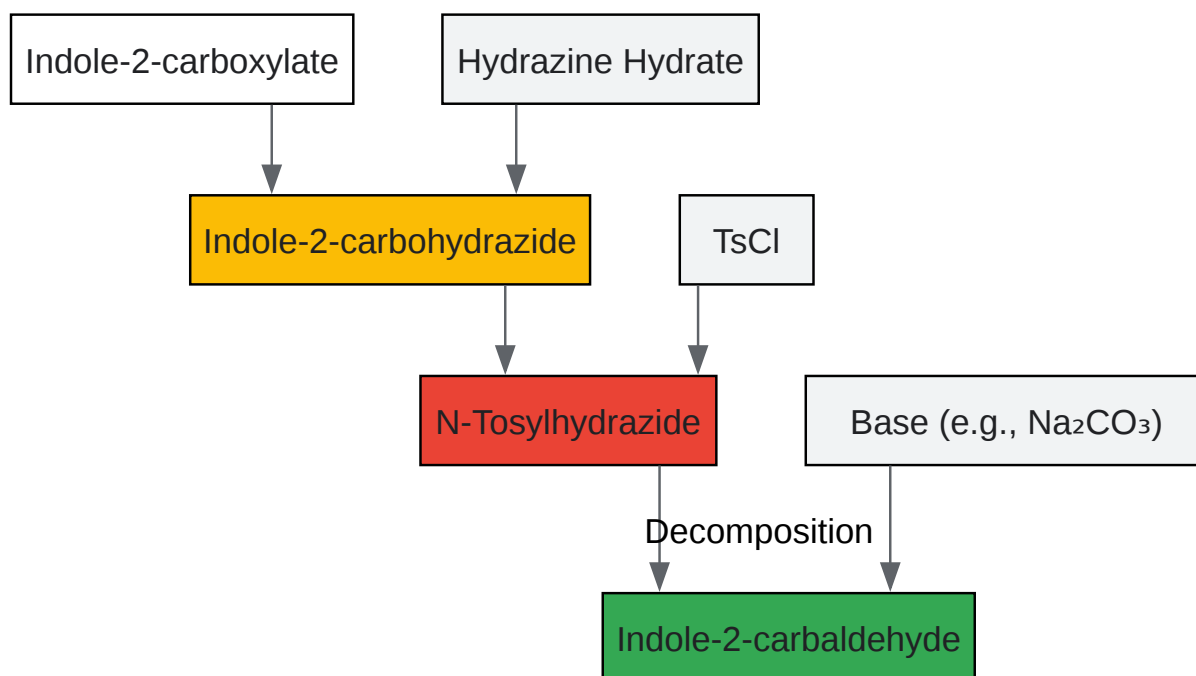 Indole-2-carboxylate
Hydrazine Hydrate
Indole-2-carbohydrazide
TsCl
N-Tosylhydrazide
Base (e.g., Na₂CO₃)
Decomposition
Indole-2-carbaldehyde